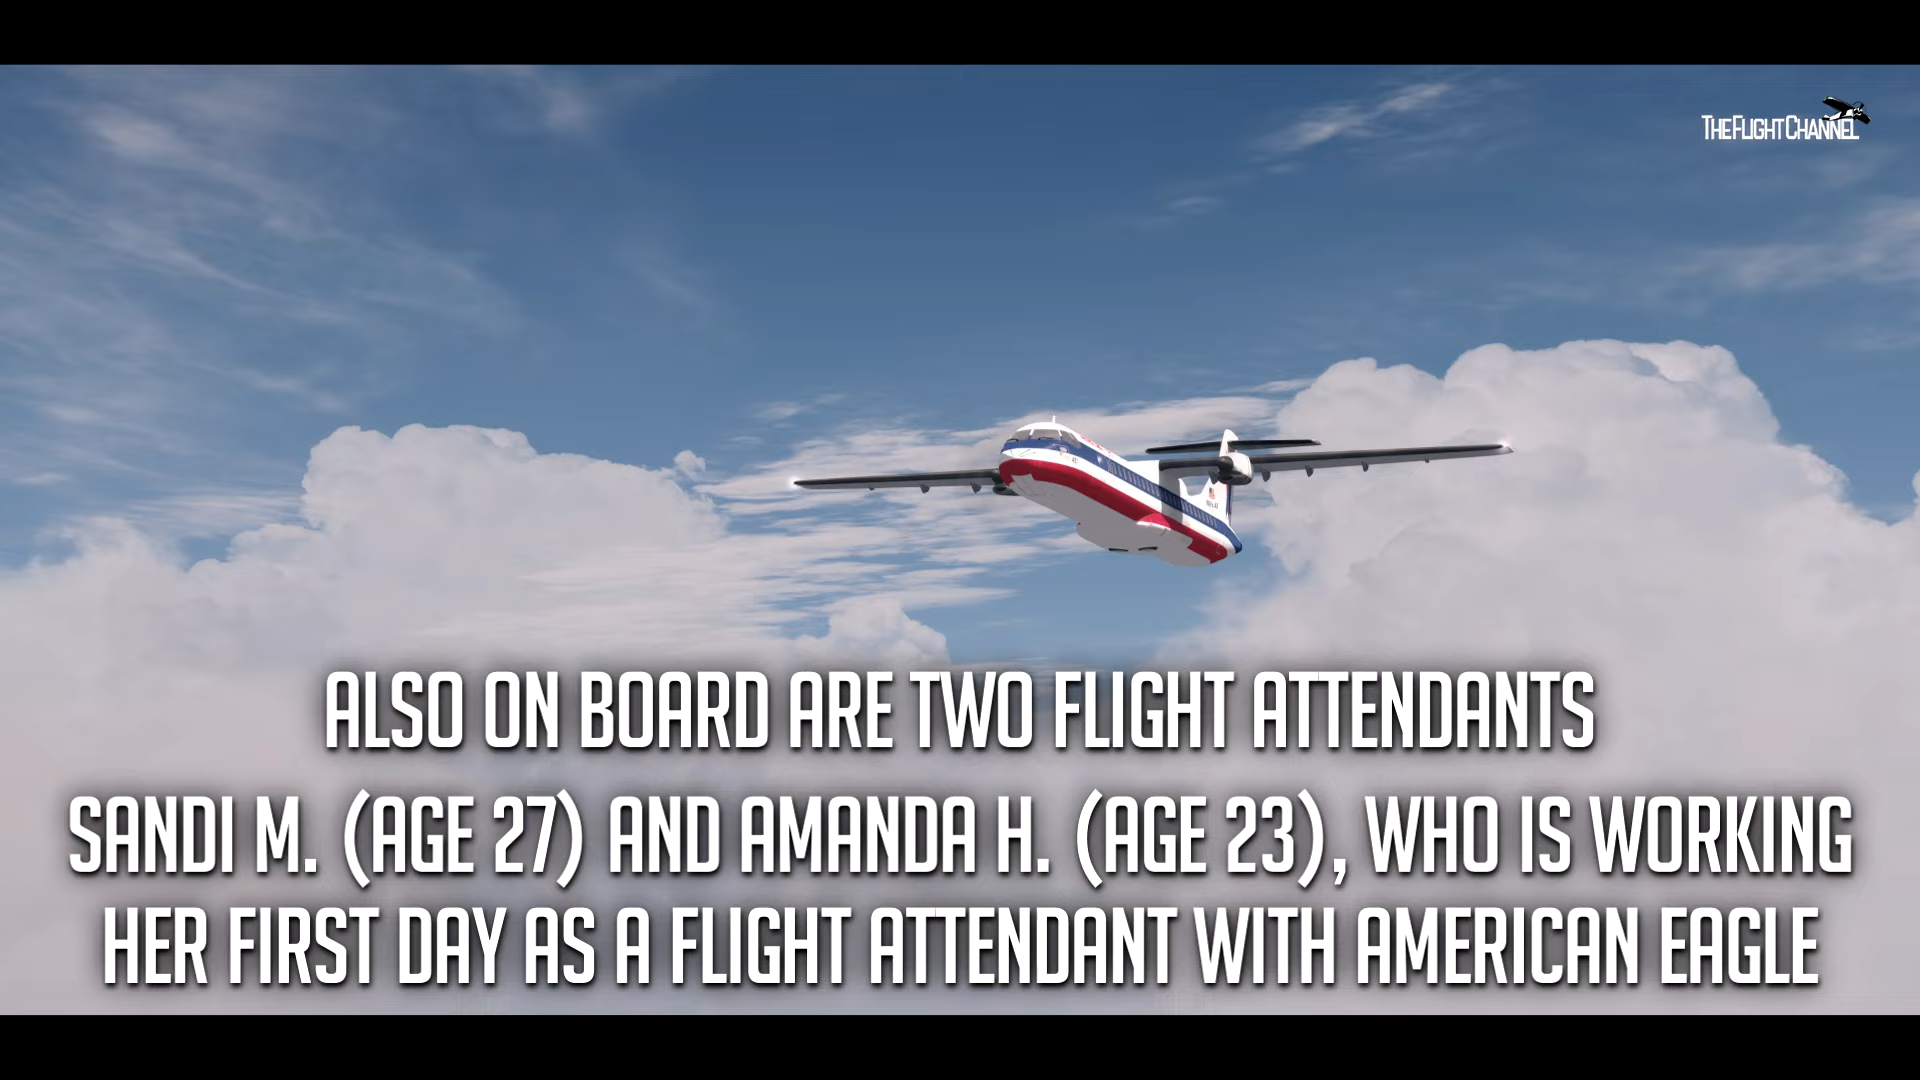 THEFLIGHTCHANNEL
ALSO ON BOARD ARE TWO FLIGHT ATTENDANTS
SANDI M. (AGE 27) AND AMANDA H. (AGE 23), WHO IS WORKING
HER FIRST DAY AS A FLIGHT ATTENDANT WITH AMERICAN EAGLE